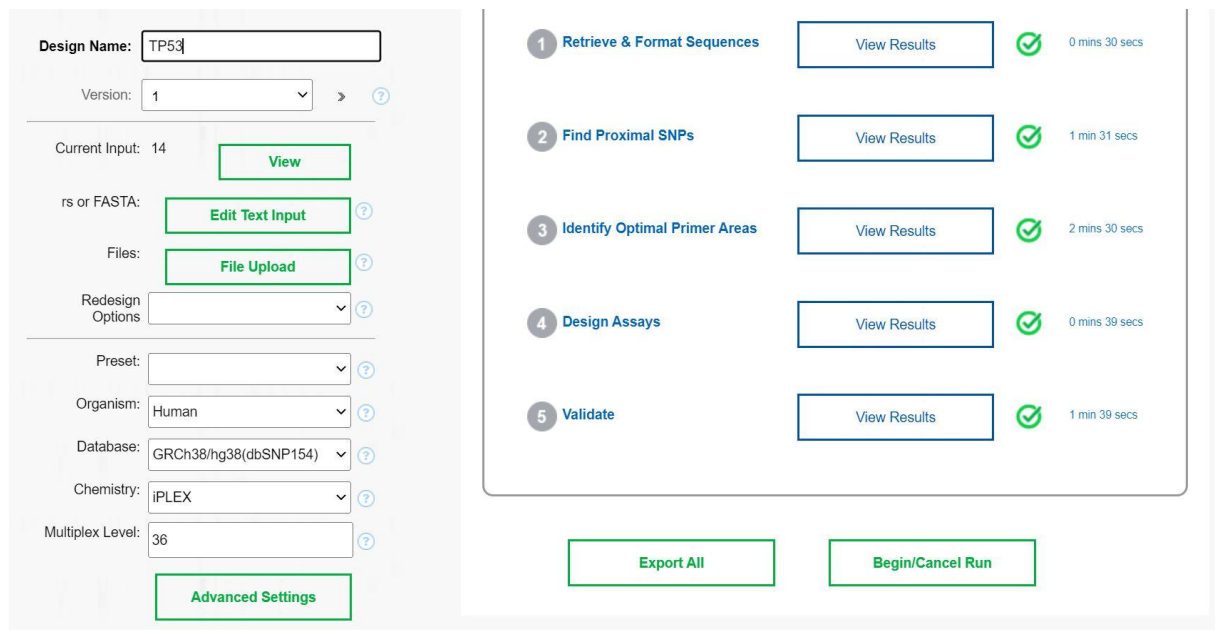 Design Name: TP53
Version: 1 » ?
Current Input: 14 View
rs or FASTA: Edit Text Input ?
Files: File Upload ?
Redesign Options ?
Preset: ?
Organism: Human ?
Database: GRCh38/hg38(dbSNP154) ?
Chemistry: iPLEX ?
Multiplex Level: 36 ?
Advanced Settings
1 Retrieve & Format Sequences View Results 0 mins 30 secs
2 Find Proximal SNPs View Results 1 min 31 secs
3 Identify Optimal Primer Areas View Results 2 mins 30 secs
4 Design Assays View Results 0 mins 39 secs
5 Validate View Results 1 min 39 secs
Export All Begin/Cancel Run